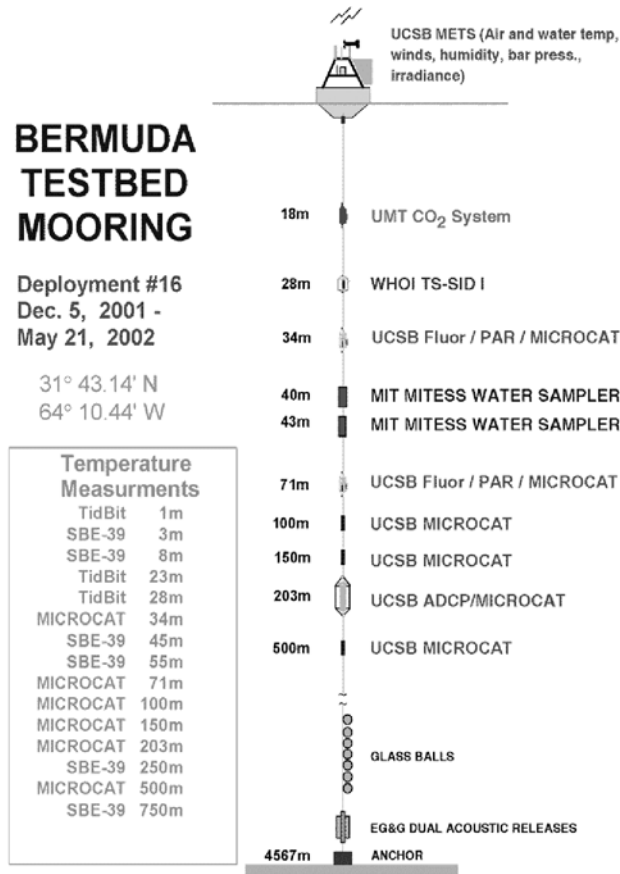 UCSB METS (Air and water temp,
winds, humidity, bar press.,
irradiance)
BERMUDA
TESTBED
MOORING
Deployment #16
Dec. 5, 2001 -
May 21, 2002
31° 43.14' N
64° 10.44' W
18m UMT CO₂ System
28m WHOI TS-SID I
34m UCSB Fluor / PAR / MICROCAT
40m MIT MITESS WATER SAMPLER
43m MIT MITESS WATER SAMPLER
71m UCSB Fluor / PAR / MICROCAT
100m UCSB MICROCAT
150m UCSB MICROCAT
203m UCSB ADCP/MICROCAT
500m UCSB MICROCAT
GLASS BALLS
EG&G DUAL ACOUSTIC RELEASES
4567m ANCHOR
Temperature
Measurments
TidBit 1m
SBE-39 3m
SBE-39 8m
TidBit 23m
TidBit 28m
MICROCAT 34m
SBE-39 45m
SBE-39 55m
MICROCAT 71m
MICROCAT 100m
MICROCAT 150m
MICROCAT 203m
SBE-39 250m
MICROCAT 500m
SBE-39 750m